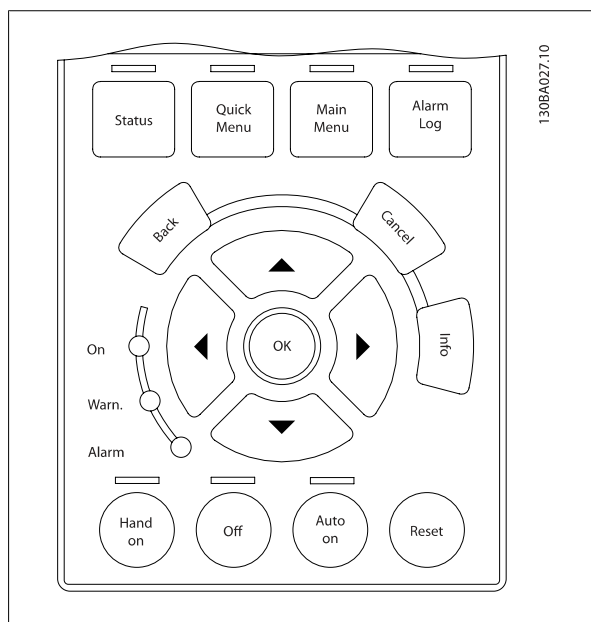 130BA027.10
Status
Quick
Menu
Main
Menu
Alarm
Log
Back
Cancel
Info
OK
On
Warn.
Alarm
Hand
on
Off
Auto
on
Reset